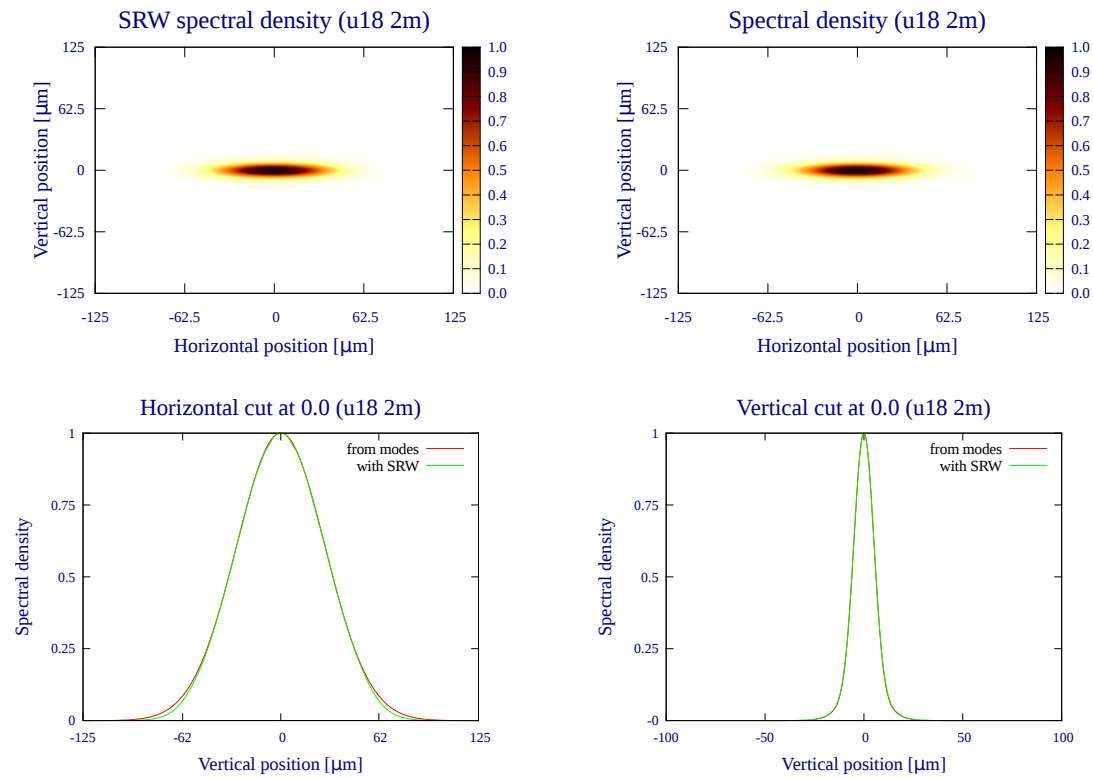 SRW spectral density (u18 2m)
Vertical position [μm]
125
62.5
0
-62.5
-125
-125 -62.5 0 62.5 125
Horizontal position [μm]
1.0
0.9
0.8
0.7
0.6
0.5
0.4
0.3
0.2
0.1
0.0
Spectral density (u18 2m)
Vertical position [μm]
125
62.5
0
-62.5
-125
-125 -62.5 0 62.5 125
Horizontal position [μm]
1.0
0.9
0.8
0.7
0.6
0.5
0.4
0.3
0.2
0.1
0.0
Horizontal cut at 0.0 (u18 2m)
from modes
with SRW
Spectral density
1
0.75
0.5
0.25
0
-125 -62 0 62 125
Vertical position [μm]
Vertical cut at 0.0 (u18 2m)
from modes
with SRW
Spectral density
1
0.75
0.5
0.25
-0
-100 -50 0 50 100
Vertical position [μm]